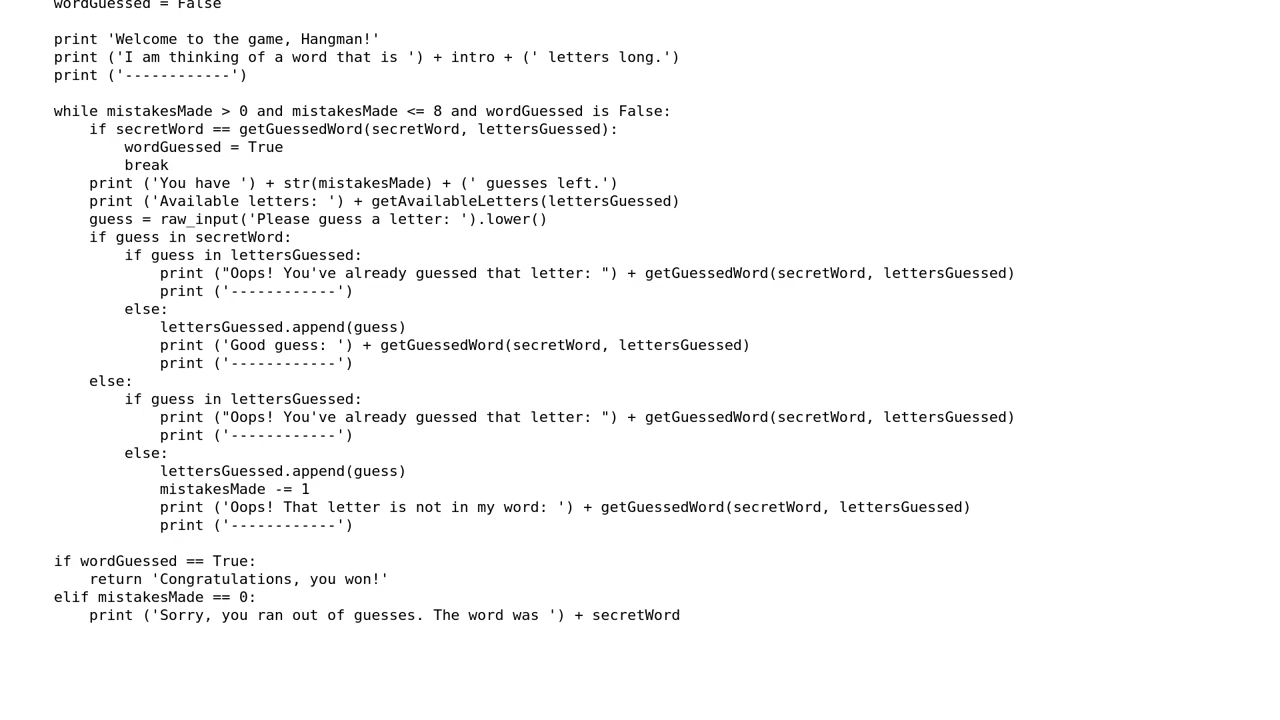 wordGuessed = False
print 'Welcome to the game, Hangman!'
print ('I am thinking of a word that is ') + intro + (' letters long.')
print ('------------')
while mistakesMade > 0 and mistakesMade <= 8 and wordGuessed is False:
if secretWord == getGuessedWord(secretWord, lettersGuessed):
wordGuessed = True
break
print ('You have ') + str(mistakesMade) + (' guesses left.')
print ('Available letters: ') + getAvailableLetters(lettersGuessed)
guess = raw_input('Please guess a letter: ').lower()
if guess in secretWord:
if guess in lettersGuessed:
print ("Oops! You've already guessed that letter: ") + getGuessedWord(secretWord, lettersGuessed)
print ('------------')
else:
lettersGuessed.append(guess)
print ('Good guess: ') + getGuessedWord(secretWord, lettersGuessed)
print ('------------')
else:
if guess in lettersGuessed:
print ("Oops! You've already guessed that letter: ") + getGuessedWord(secretWord, lettersGuessed)
print ('------------')
else:
lettersGuessed.append(guess)
mistakesMade -= 1
print ('Oops! That letter is not in my word: ') + getGuessedWord(secretWord, lettersGuessed)
print ('------------')
if wordGuessed == True:
return 'Congratulations, you won!'
elif mistakesMade == 0:
print ('Sorry, you ran out of guesses. The word was ') + secretWord